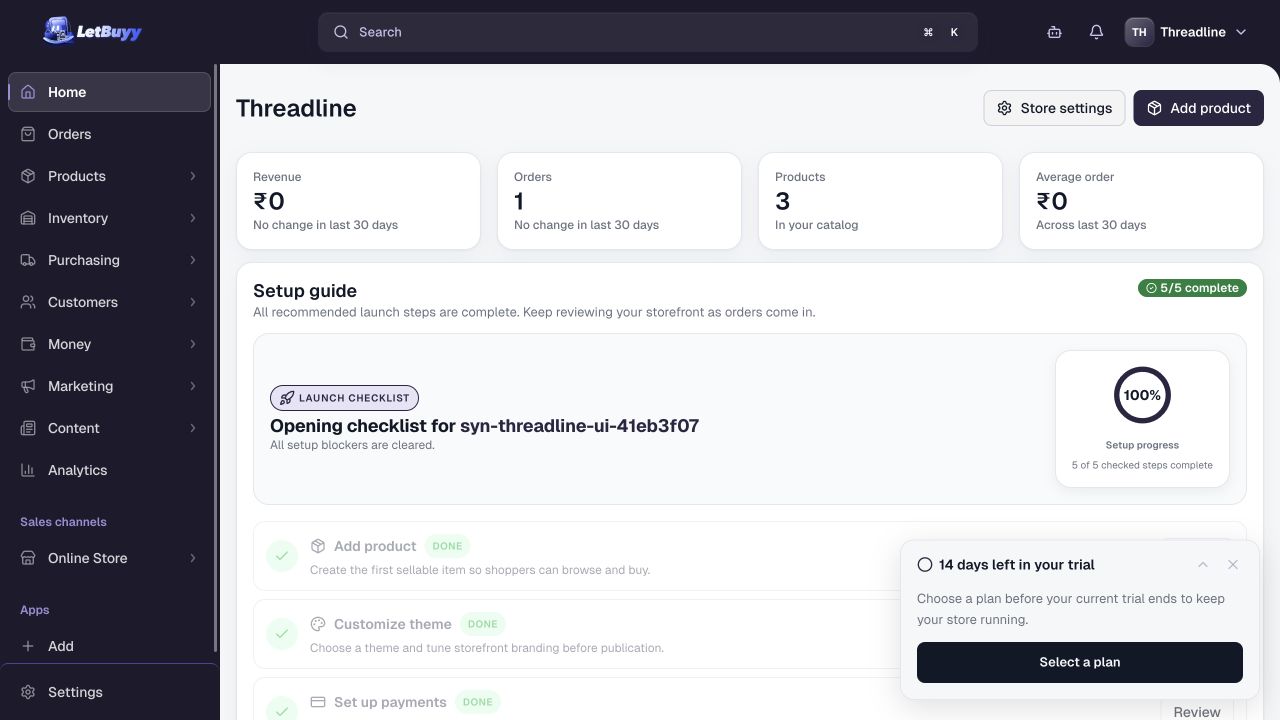 LetBuyy
Search
⌘ K
TH
Threadline
Home
Orders
Products
Inventory
Purchasing
Customers
Money
Marketing
Content
Analytics
Sales channels
Online Store
Apps
Add
Settings
Threadline
Store settings
Add product
Revenue
₹0
No change in last 30 days
Orders
1
No change in last 30 days
Products
3
In your catalog
Average order
₹0
Across last 30 days
Setup guide
5/5 complete
All recommended launch steps are complete. Keep reviewing your storefront as orders come in.
LAUNCH CHECKLIST
Opening checklist for syn-threadline-ui-41eb3f07
All setup blockers are cleared.
100%
Setup progress
5 of 5 checked steps complete
Add product DONE
Create the first sellable item so shoppers can browse and buy.
Customize theme DONE
Choose a theme and tune storefront branding before publication.
Set up payments DONE
Review
14 days left in your trial
Choose a plan before your current trial ends to keep
your store running.
Select a plan